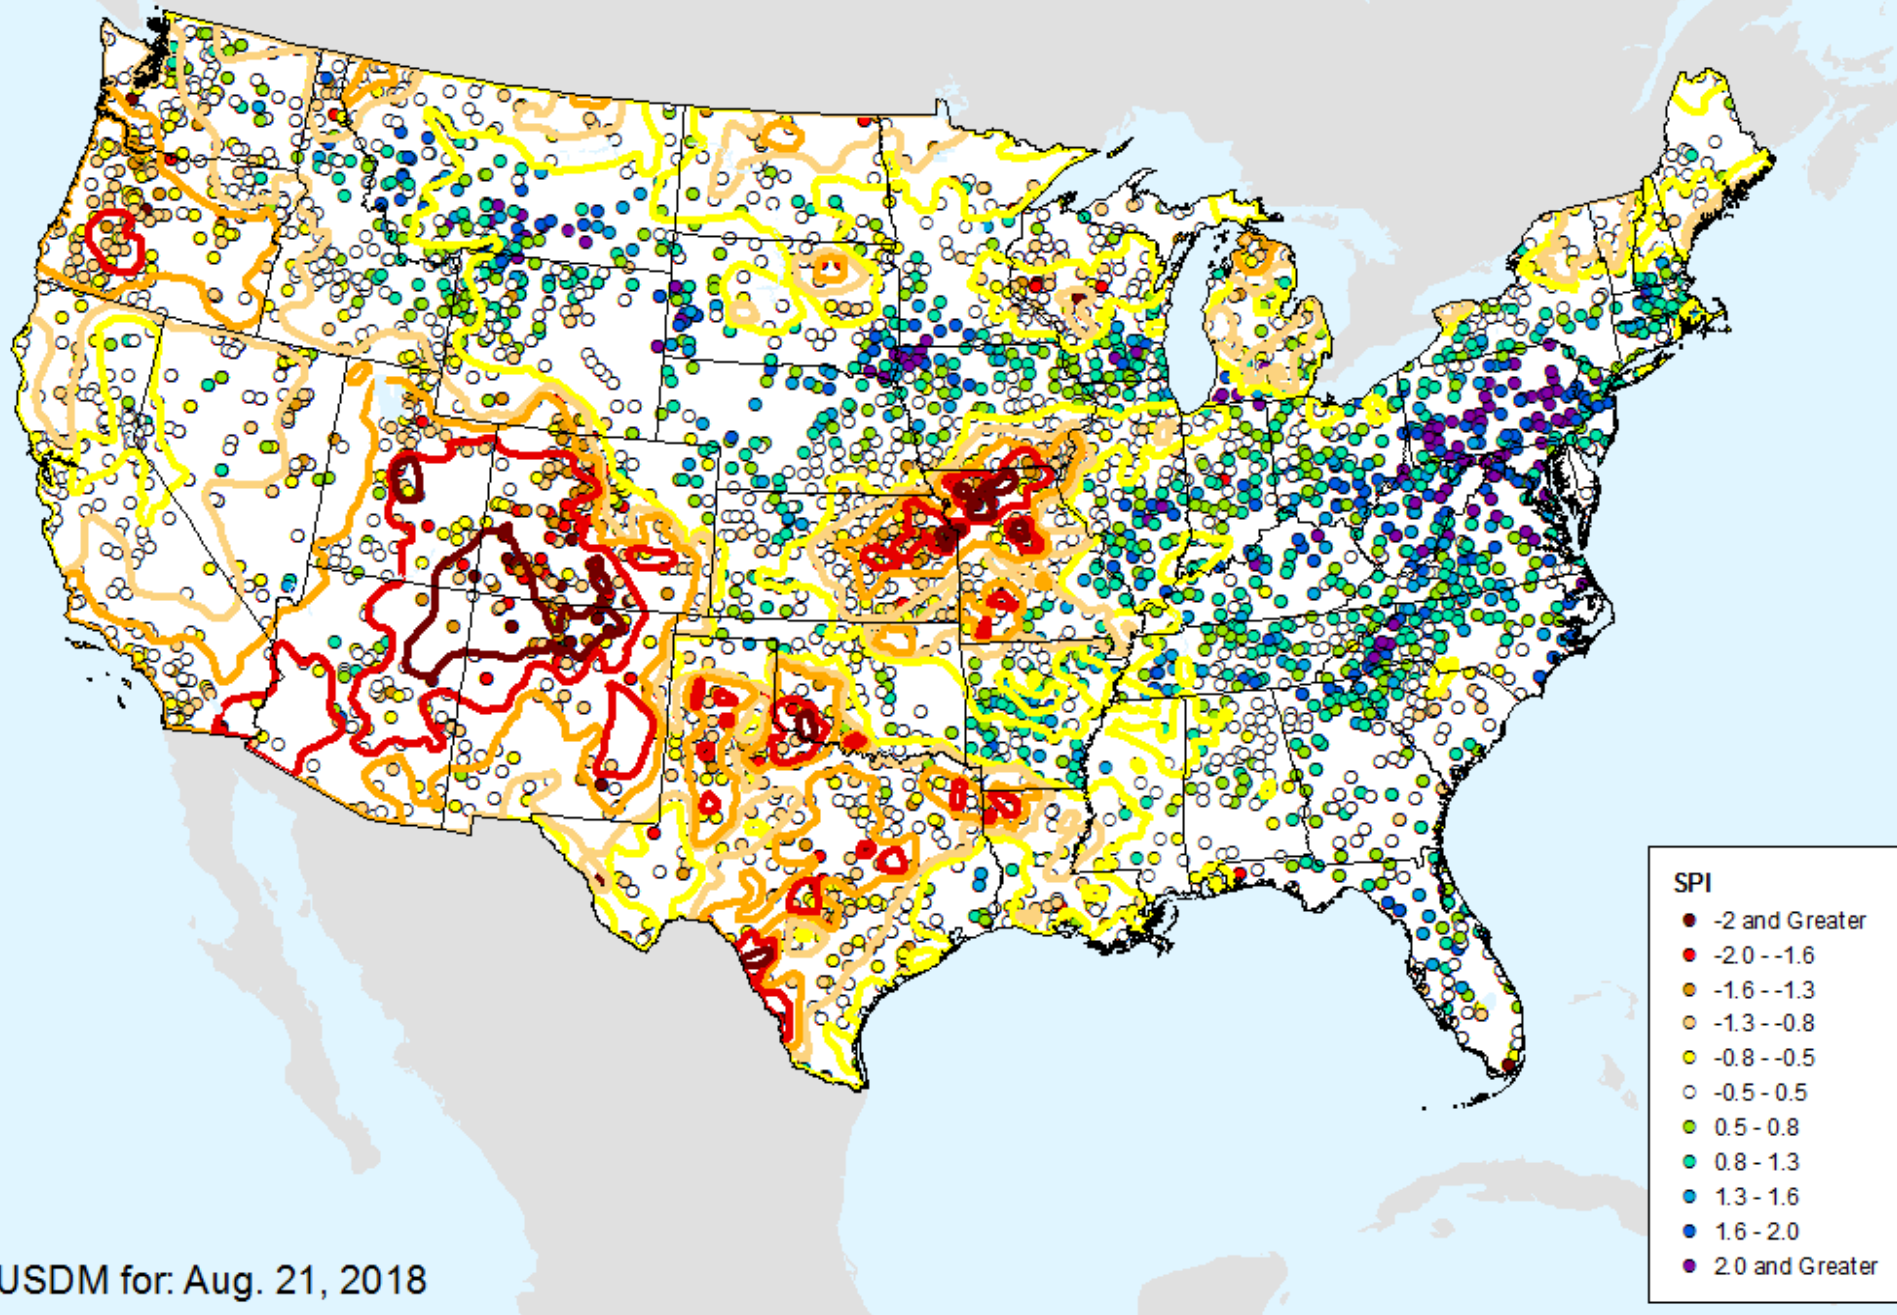 SPI
-2 and Greater
-2.0 - -1.6
-1.6 - -1.3
-1.3 - -0.8
-0.8 - -0.5
-0.5 - 0.5
0.5 - 0.8
0.8 - 1.3
1.3 - 1.6
1.6 - 2.0
2.0 and Greater
USDM for: Aug. 21, 2018